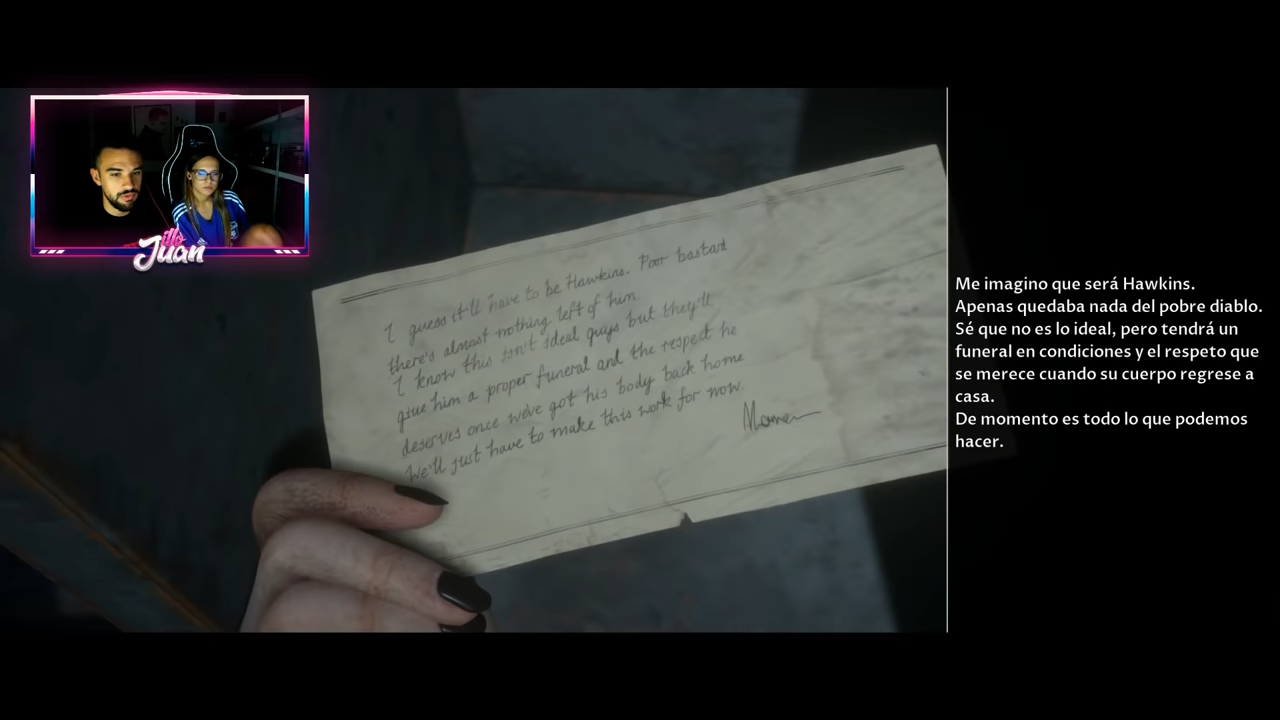 illo
Juan
I guess it'll have to be Hawkins. Poor bastard
there's almost nothing left of him.
I know this isn't ideal guys but they'll
give him a proper funeral and the respect he
deserves once we've got his body back home
We'll just have to make this work for now.
Me imagino que será Hawkins.
Apenas quedaba nada del pobre diablo.
Sé que no es lo ideal, pero tendrá un
funeral en condiciones y el respeto que
se merece cuando su cuerpo regrese a
casa.
De momento es todo lo que podemos
hacer.